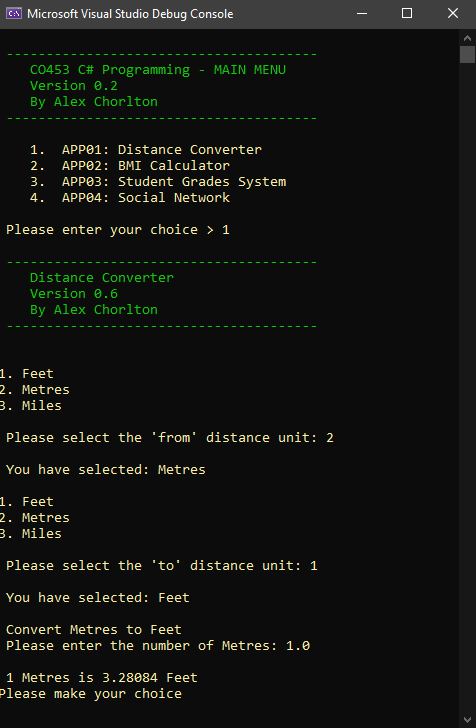 Microsoft Visual Studio Debug Console
---------------------------------------
CO453 C# Programming - MAIN MENU
Version 0.2
By Alex Chorlton
---------------------------------------
1. APP01: Distance Converter
2. APP02: BMI Calculator
3. APP03: Student Grades System
4. APP04: Social Network
Please enter your choice > 1
---------------------------------------
Distance Converter
Version 0.6
By Alex Chorlton
---------------------------------------
1. Feet
2. Metres
3. Miles
Please select the 'from' distance unit: 2
You have selected: Metres
1. Feet
2. Metres
3. Miles
Please select the 'to' distance unit: 1
You have selected: Feet
Convert Metres to Feet
Please enter the number of Metres: 1.0
1 Metres is 3.28084 Feet
Please make your choice